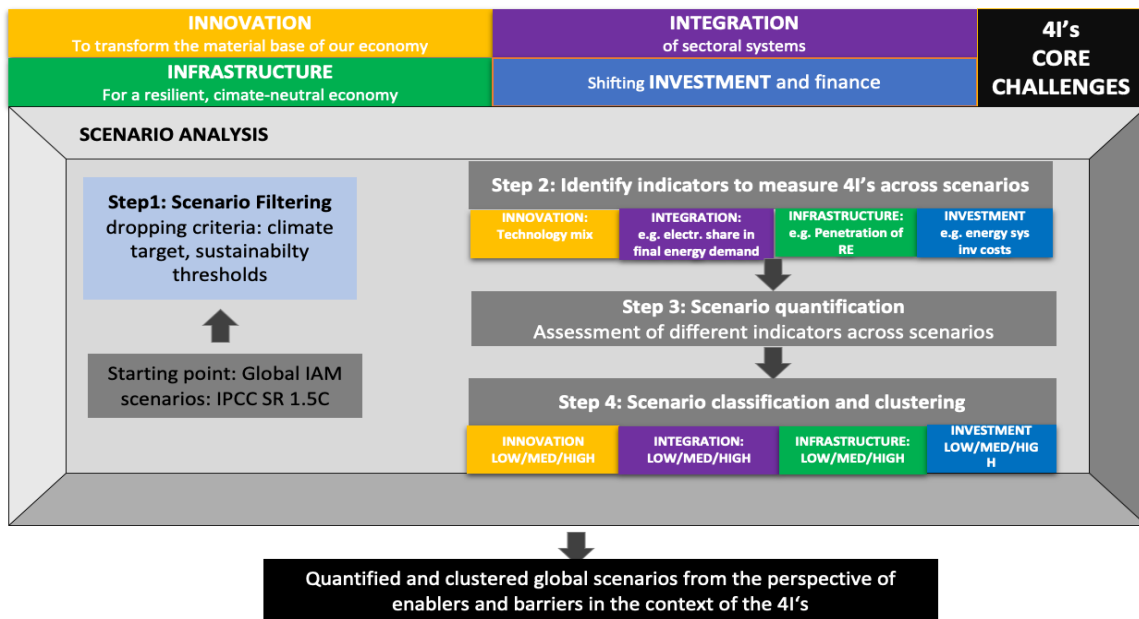 INNOVATION
To transform the material base of our economy
INTEGRATION
of sectoral systems
4I's
CORE
CHALLENGES
INFRASTRUCTURE
For a resilient, cimate-neutral economy
Shifting INVESTMENT and finance
SCENARIO ANALYSIS
Step1: Scenario Filtering
dropping criteria: climate
target, sustainabilty
thresholds
Starting point: Global IAM
scenarios: IPCC SR 1.5C
Step 2: Identify indicators to measure 4I's across scenarios
INNOVATION:
Technology mix
INTEGRATION:
e.g. electr. share in
final energy demand
INFRASTRUCTURE:
e.g. Penetration of
RE
INVESTMENT
e.g. energy sys
inv costs
Step 3: Scenario quantification
Assessment of different indicators across scenarios
Step 4: Scenario classification and clustering
INNOVATION
LOW/MED/HIGH
INTEGRATION:
LOW/MED/HIGH
INFRASTRUCTURE:
LOW/MED/HIGH
INVESTMENT
LOW/MED/HIG
H
Quantified and clustered global scenarios from the perspective of
enablers and barriers in the context of the 4I‘s